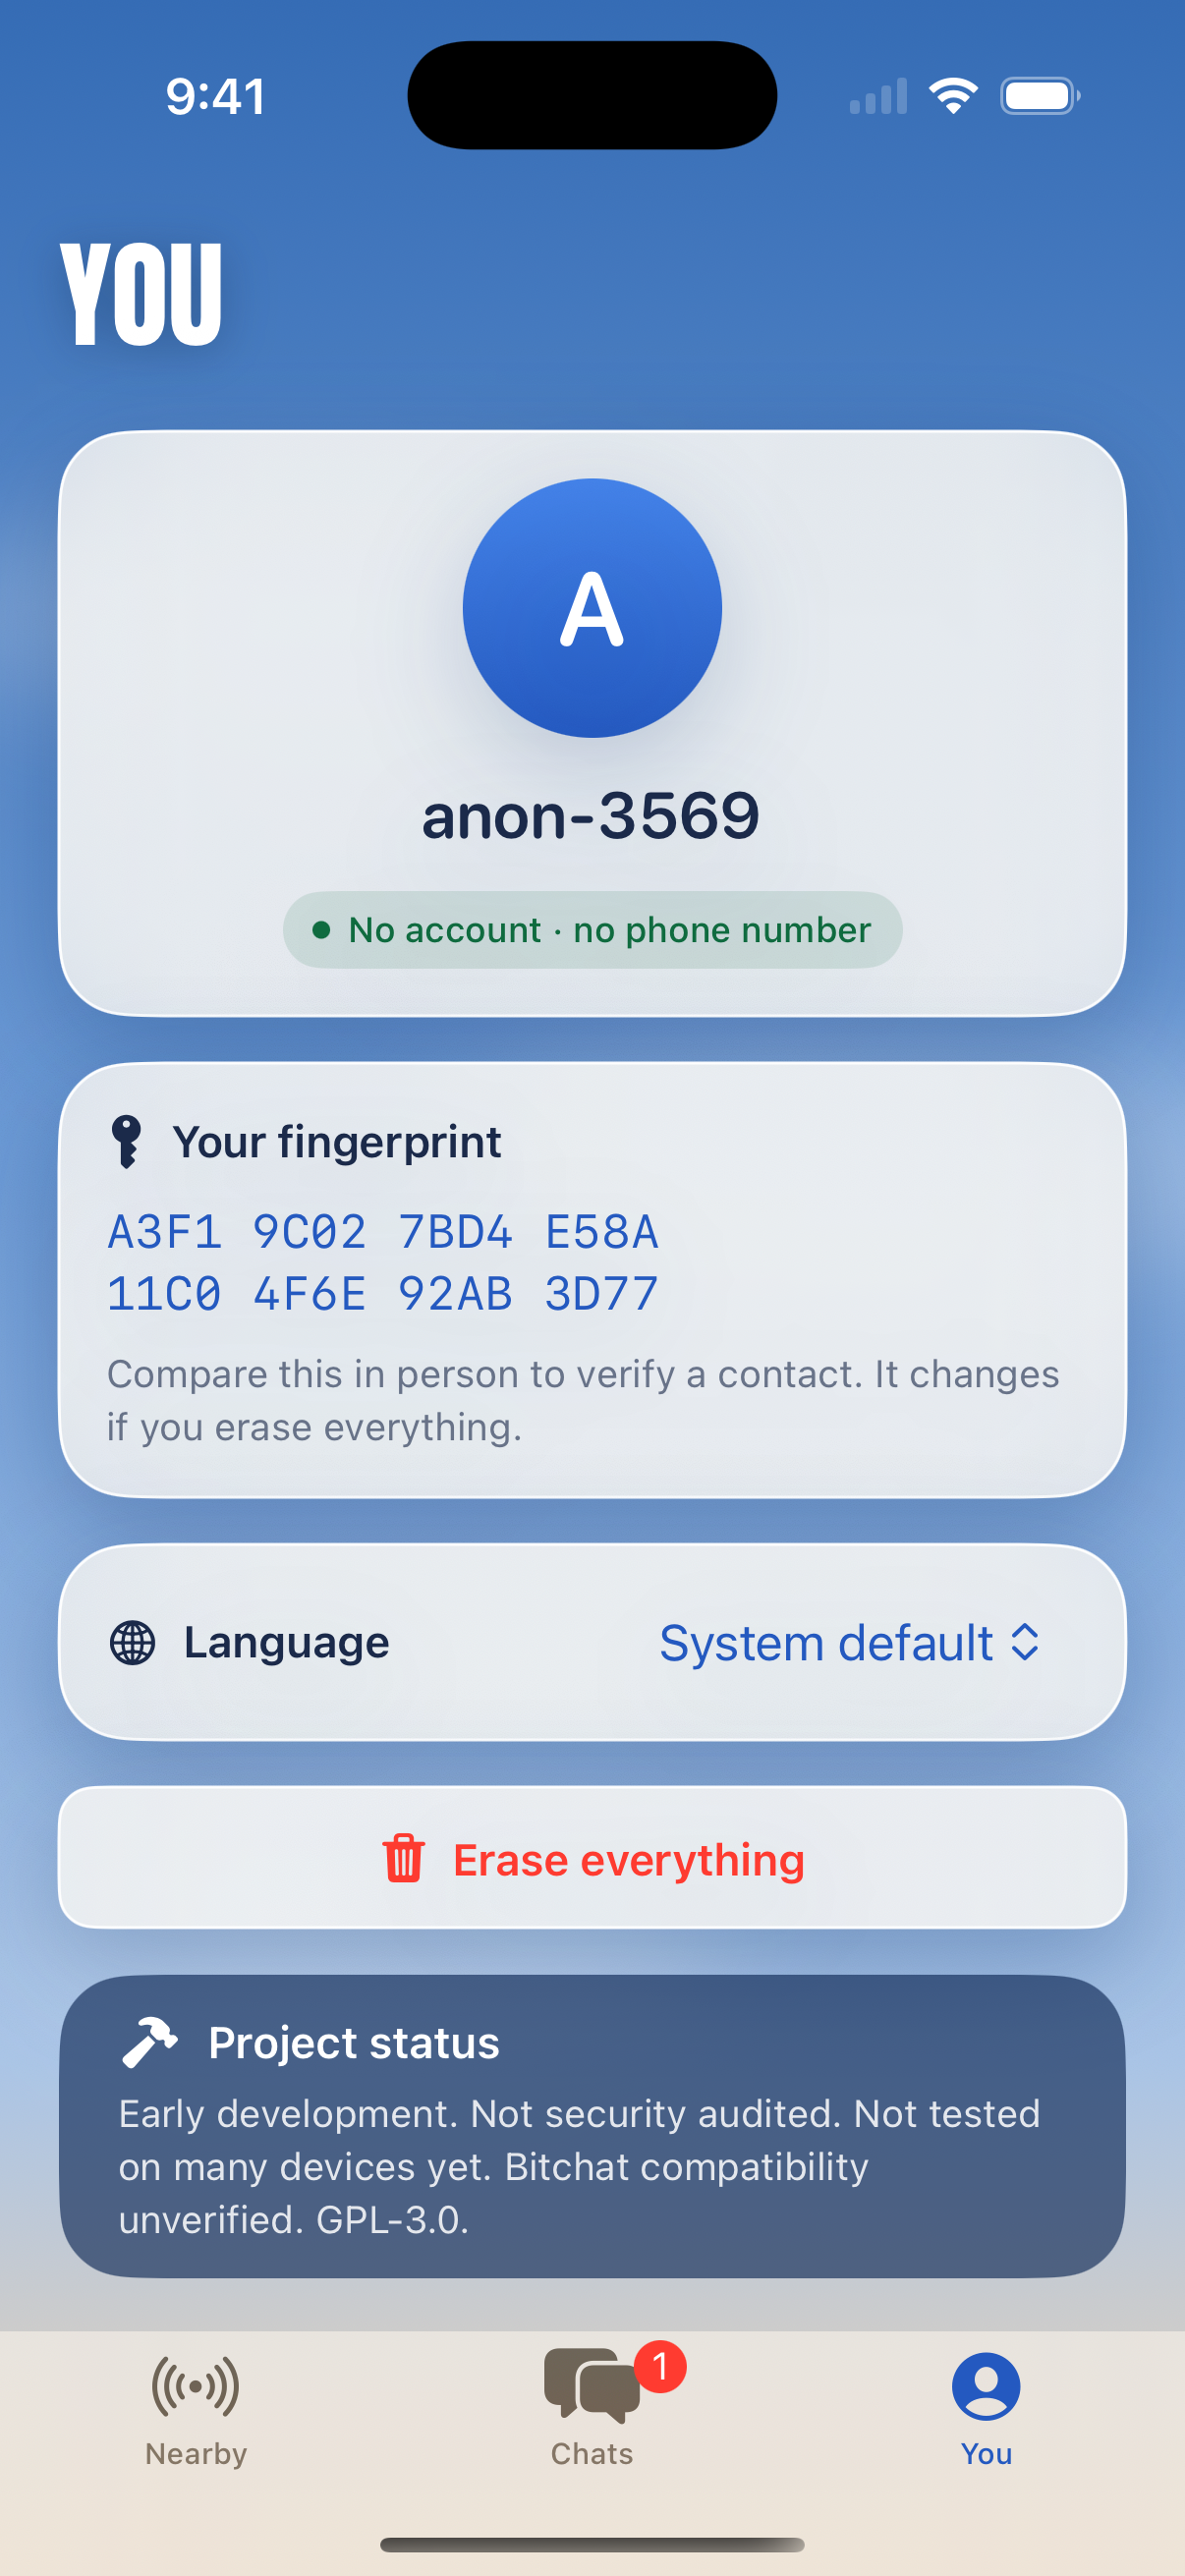 9:41
YOU
A
anon-3569
No account · no phone number
Your fingerprint
A3F1 9C02 7BD4 E58A
11C0 4F6E 92AB 3D77
Compare this in person to verify a contact. It changes
if you erase everything.
Language
System default
Erase everything
Project status
Early development. Not security audited. Not tested
on many devices yet. Bitchat compatibility
unverified. GPL-3.0.
1
Nearby
Chats
You